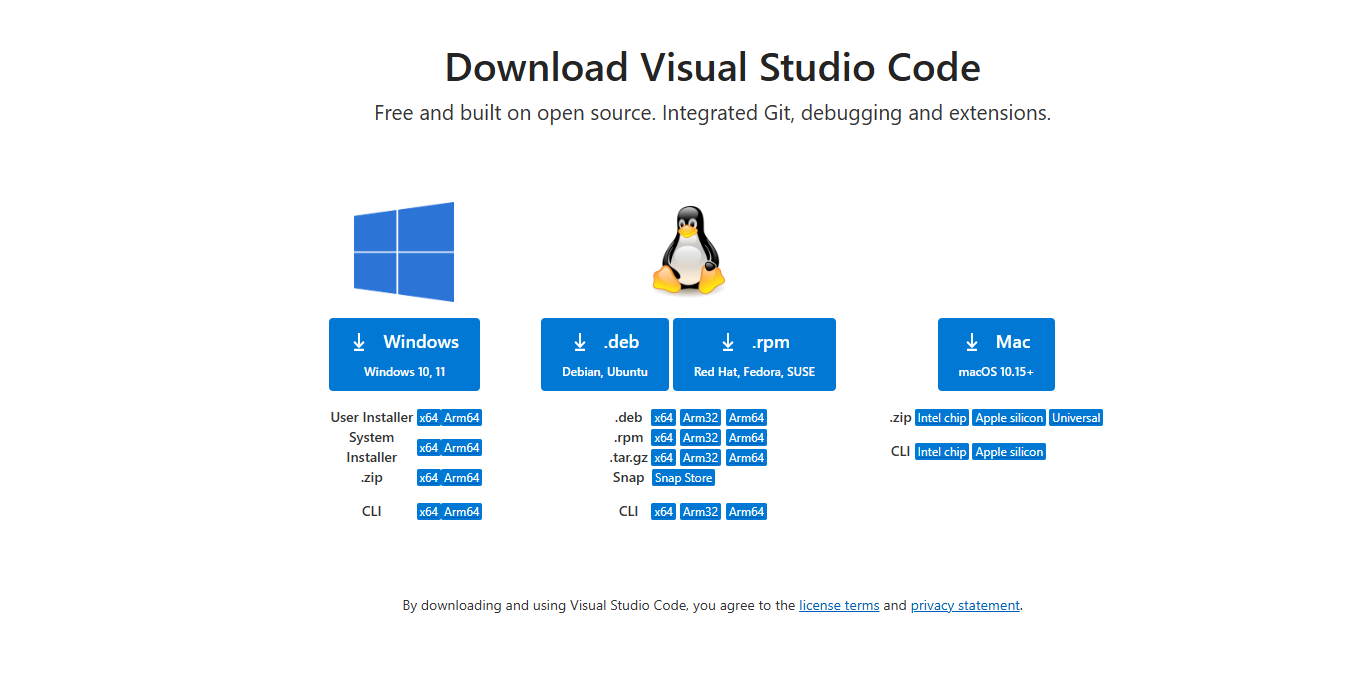 Download Visual Studio Code
Free and built on open source. Integrated Git, debugging and extensions.
Windows
Windows 10, 11
User Installer x64 Arm64
System
Installer x64 Arm64
.zip x64 Arm64
CLI x64 Arm64
.deb
Debian, Ubuntu
.rpm
Red Hat, Fedora, SUSE
.deb x64 Arm32 Arm64
.rpm x64 Arm32 Arm64
.tar.gz x64 Arm32 Arm64
Snap Snap Store
CLI x64 Arm32 Arm64
Mac
macOS 10.15+
.zip Intel chip Apple silicon Universal
CLI Intel chip Apple silicon
By downloading and using Visual Studio Code, you agree to the license terms and privacy statement.